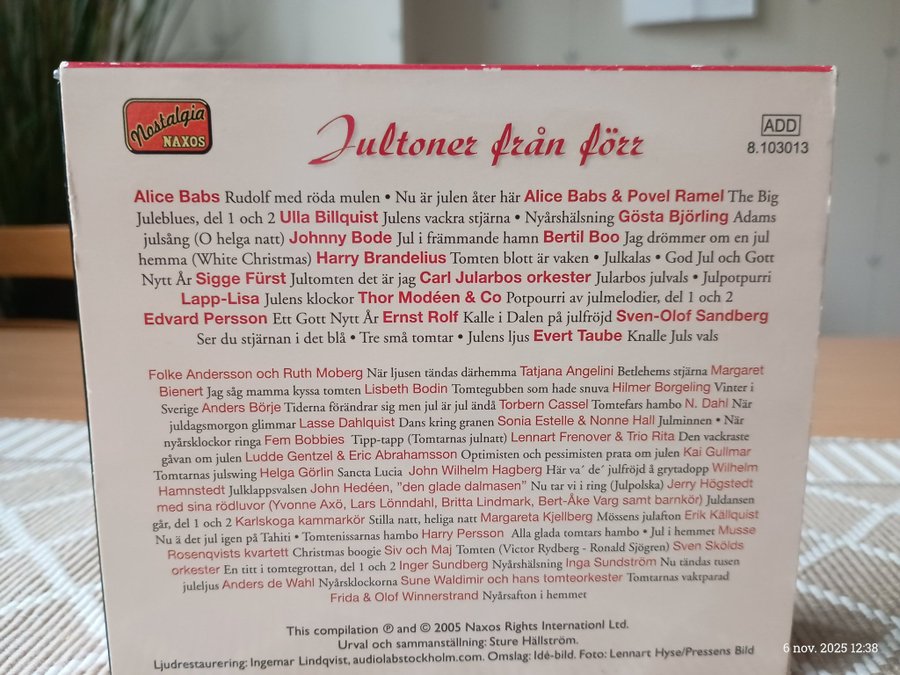 Nostalgia
NAXOS
Jultoner från förr
ADD
8.103013
Alice Babs Rudolf med röda mulen • Nu är julen åter här Alice Babs & Povel Ramel The Big
Juleblues, del 1 och 2 Ulla Billquist Julens vackra stjärna • Nyårshälsning Gösta Björling Adams
julsång (O helga natt) Johnny Bode Jul i främmande hamn Bertil Boo Jag drömmer om en jul
hemma (White Christmas) Harry Brandelius Tomten blott är vaken • Julkalas • God Jul och Gott
Nytt År Sigge Fürst Jultomten det är jag Carl Jularbos orkester Jularbos julvals • Julpotpurri
Lapp-Lisa Julens klockor Thor Modéen & Co Potpourri av julmelodier, del 1 och 2
Edvard Persson Ett Gott Nytt År Ernst Rolf Kalle i Dalen på julfröjd Sven-Olof Sandberg
Ser du stjärnan i det blå • Tre små tomtar • Julens ljus Evert Taube Knalle Juls vals
Folke Andersson och Ruth Moberg När ljusen tändas därhemma Tatjana Angelini Betlehems stjärna Margaret
Bienert Jag såg mamma kyssa tomten Lisbeth Bodin Tomtegubben som hade snuva Hilmer Borgeling Vinter i
Sverige Anders Börje Tiderna förändrar sig men jul är jul ändå Torbern Cassel Tomtefars hambo N. Dahl När
juldagsmorgon glimmar Lasse Dahlquist Dans kring granen Sonia Estelle & Nonne Hall Julminnen • När
nyårsklockor ringa Fem Bobbies Tipp-tapp (Tomtarnas julnatt) Lennart Frenover & Trio Rita Den vackraste
gåvan om julen Ludde Gentzel & Eric Abrahamsson Optimisten och pessimisten prata om julen Kai Gullmar
Tomtarnas julswing Helga Görlin Sancta Lucia John Wilhelm Hagberg Här va´ de´ julfröjd å grytadopp Wilhelm
Hamnstedt Julklappsvalsen John Hedéen, "den glade dalmasen" Nu tar vi i ring (Julpolska) Jerry Högstedt
med sina rödluvor (Yvonne Axö, Lars Lönndahl, Britta Lindmark, Bert-Åke Varg samt barnkör) Juldansen
går, del 1 och 2 Karlskoga kammarkör Stilla natt, heliga natt Margareta Kjellberg Mössens julafton Erik Källquist
Nu ä det jul igen på Tahiti • Tomtenissarnas hambo Harry Persson Alla glada tomtars hambo • Jul i hemmet Musse
Rosenqvists kvartett Christmas boogie Siv och Maj Tomten (Victor Rydberg - Ronald Sjögren) Sven Skölds
orkester En titt i tomtegrottan, del 1 och 2 Inger Sundberg Nyårshälsning Inga Sundström Nu tändas tusen
juleljus Anders de Wahl Nyårsklockorna Sune Waldimir och hans tomteorkester Tomtarnas vaktparad
Frida & Olof Winnerstrand Nyårsafton i hemmet
This compilation ℗ and © 2005 Naxos Rights Internationl Ltd.
Urval och sammanställning: Sture Hällström.
Ljudrestaurering: Ingemar Lindqvist, audiolabstockholm.com. Omslag: Idé-bild. Foto: Lennart Hyse/Pressens Bild
6 nov. 2025 12:38